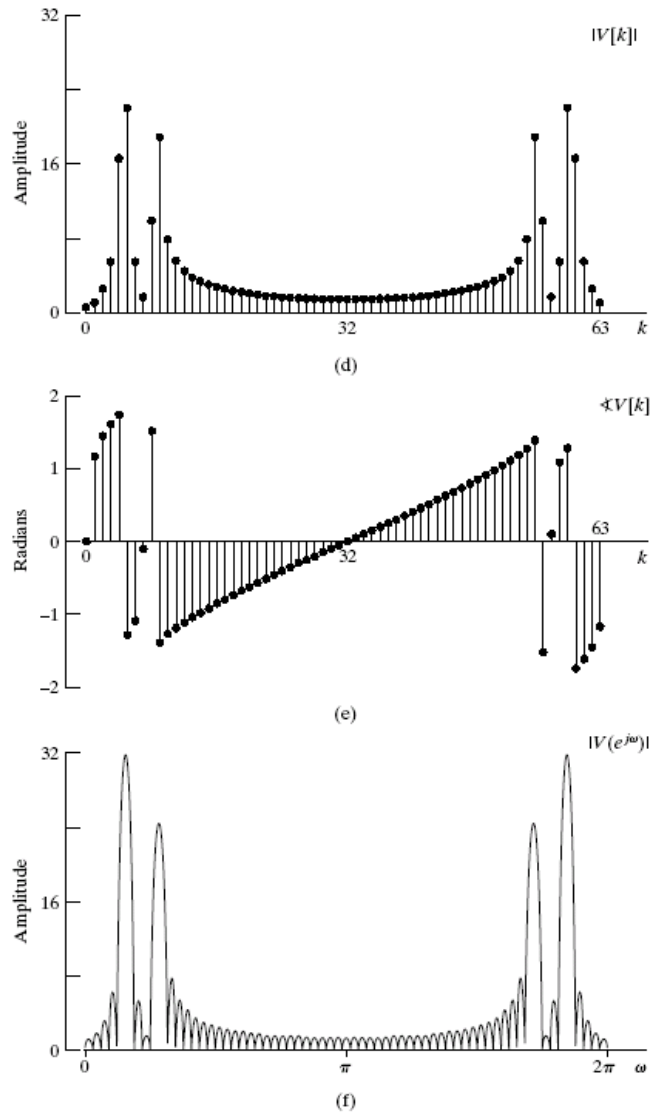 32
|V[k]|
Amplitude
16
0
0
32
63
k
(d)
2
∢V[k]
1
Radians
0
0
32
63
k
−1
−2
(e)
|V(e^{jω})|
32
Amplitude
16
0
0
π
2π
ω
(f)